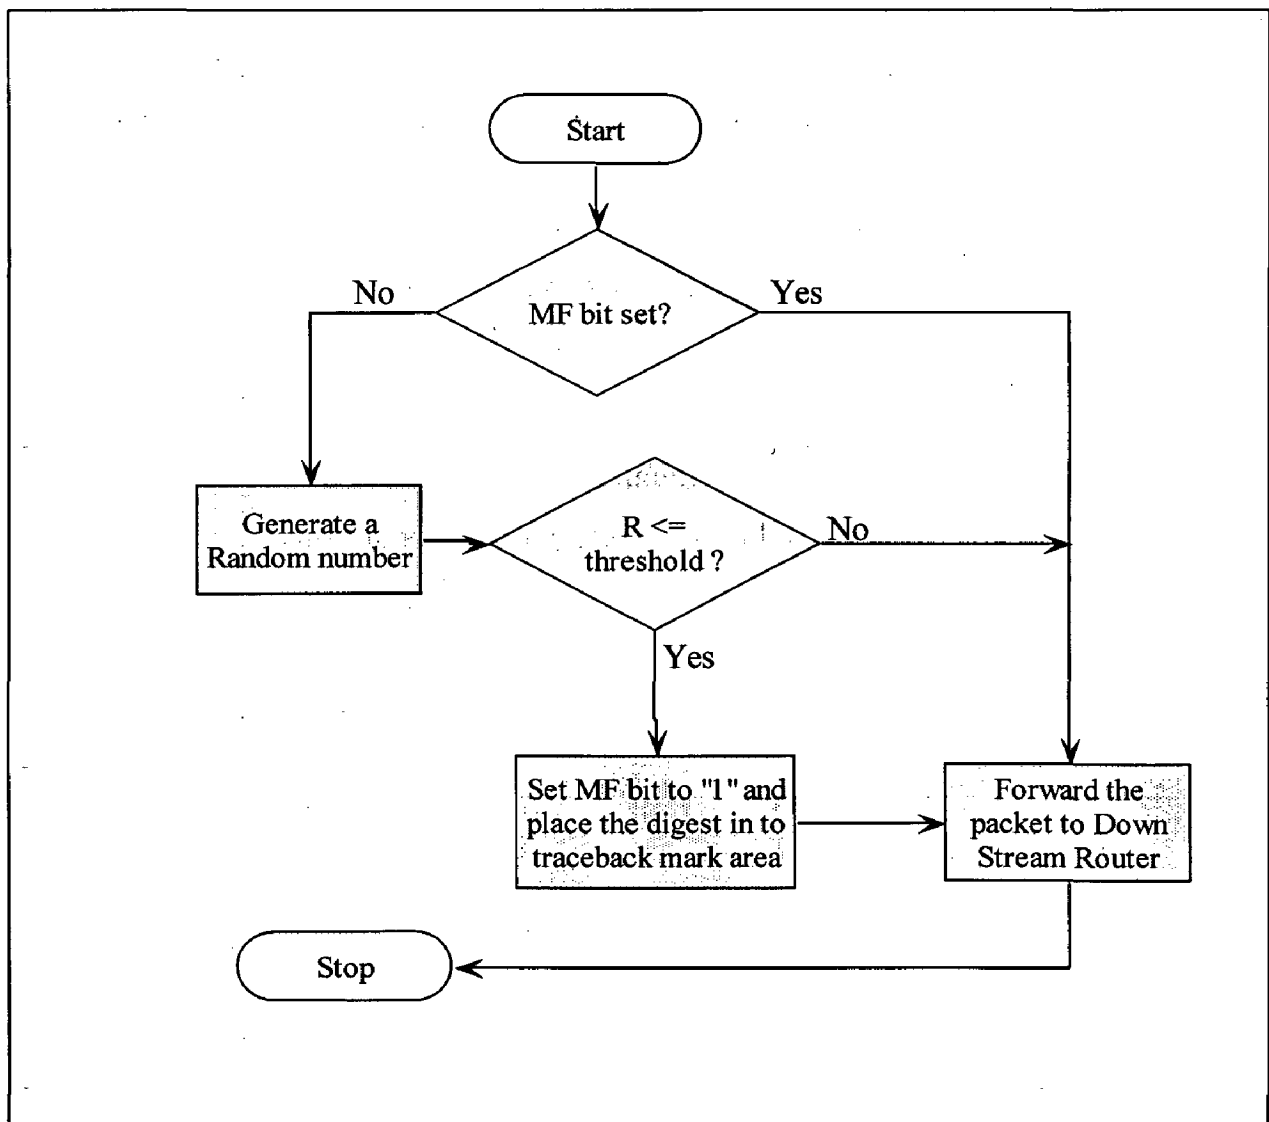 Start
MF bit set?
No
Yes
Generate a
Random number
R <=
threshold ?
No
Yes
Set MF bit to "1" and
place the digest in to
traceback mark area
Forward the
packet to Down
Stream Router
Stop